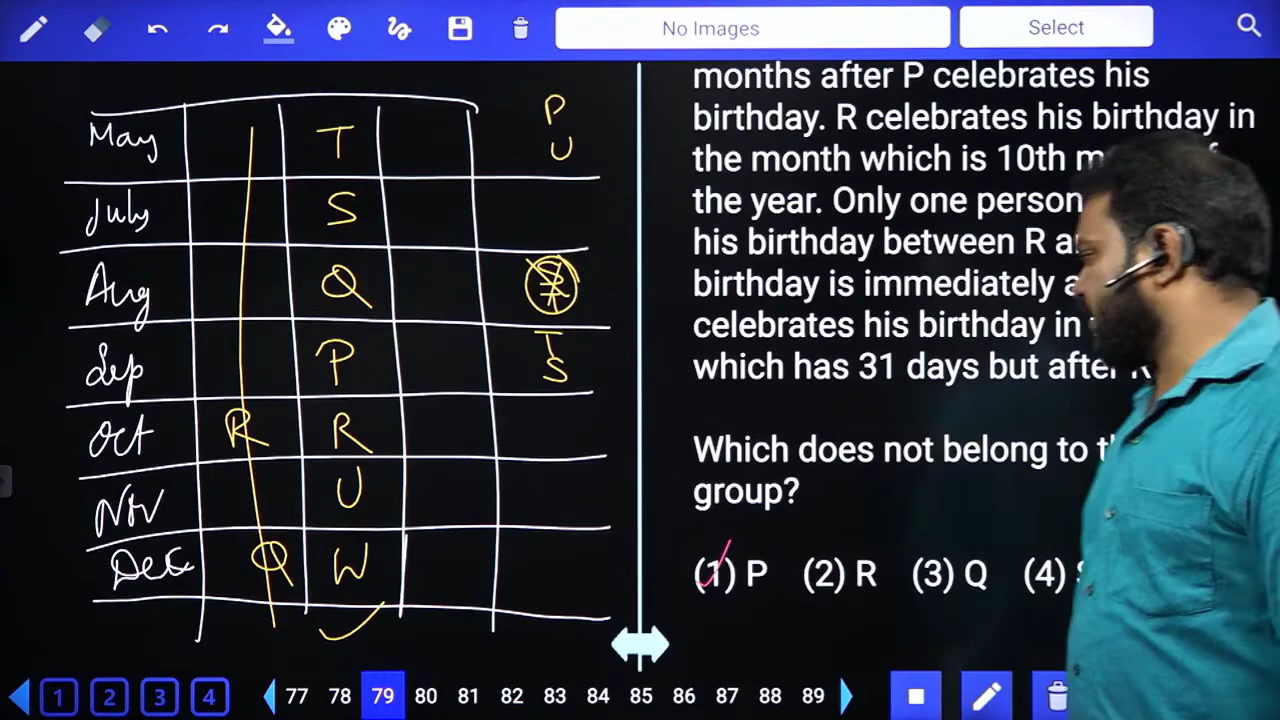 No Images
Select
months after P celebrates his
birthday. R celebrates his birthday in
the month which is 10th
the year. Only one person
his birthday between R
birthday is immediately
celebrates his birthday in
which has 31 days but after
Which does not belong to
group?
(1) P (2) R (3) Q (4)
May T P
U
July S
Aug Q
Sep P T
S
Oct R R
Nov U
Dec Q W
1 2 3 4 77 78 79 80 81 82 83 84 85 86 87 88 89